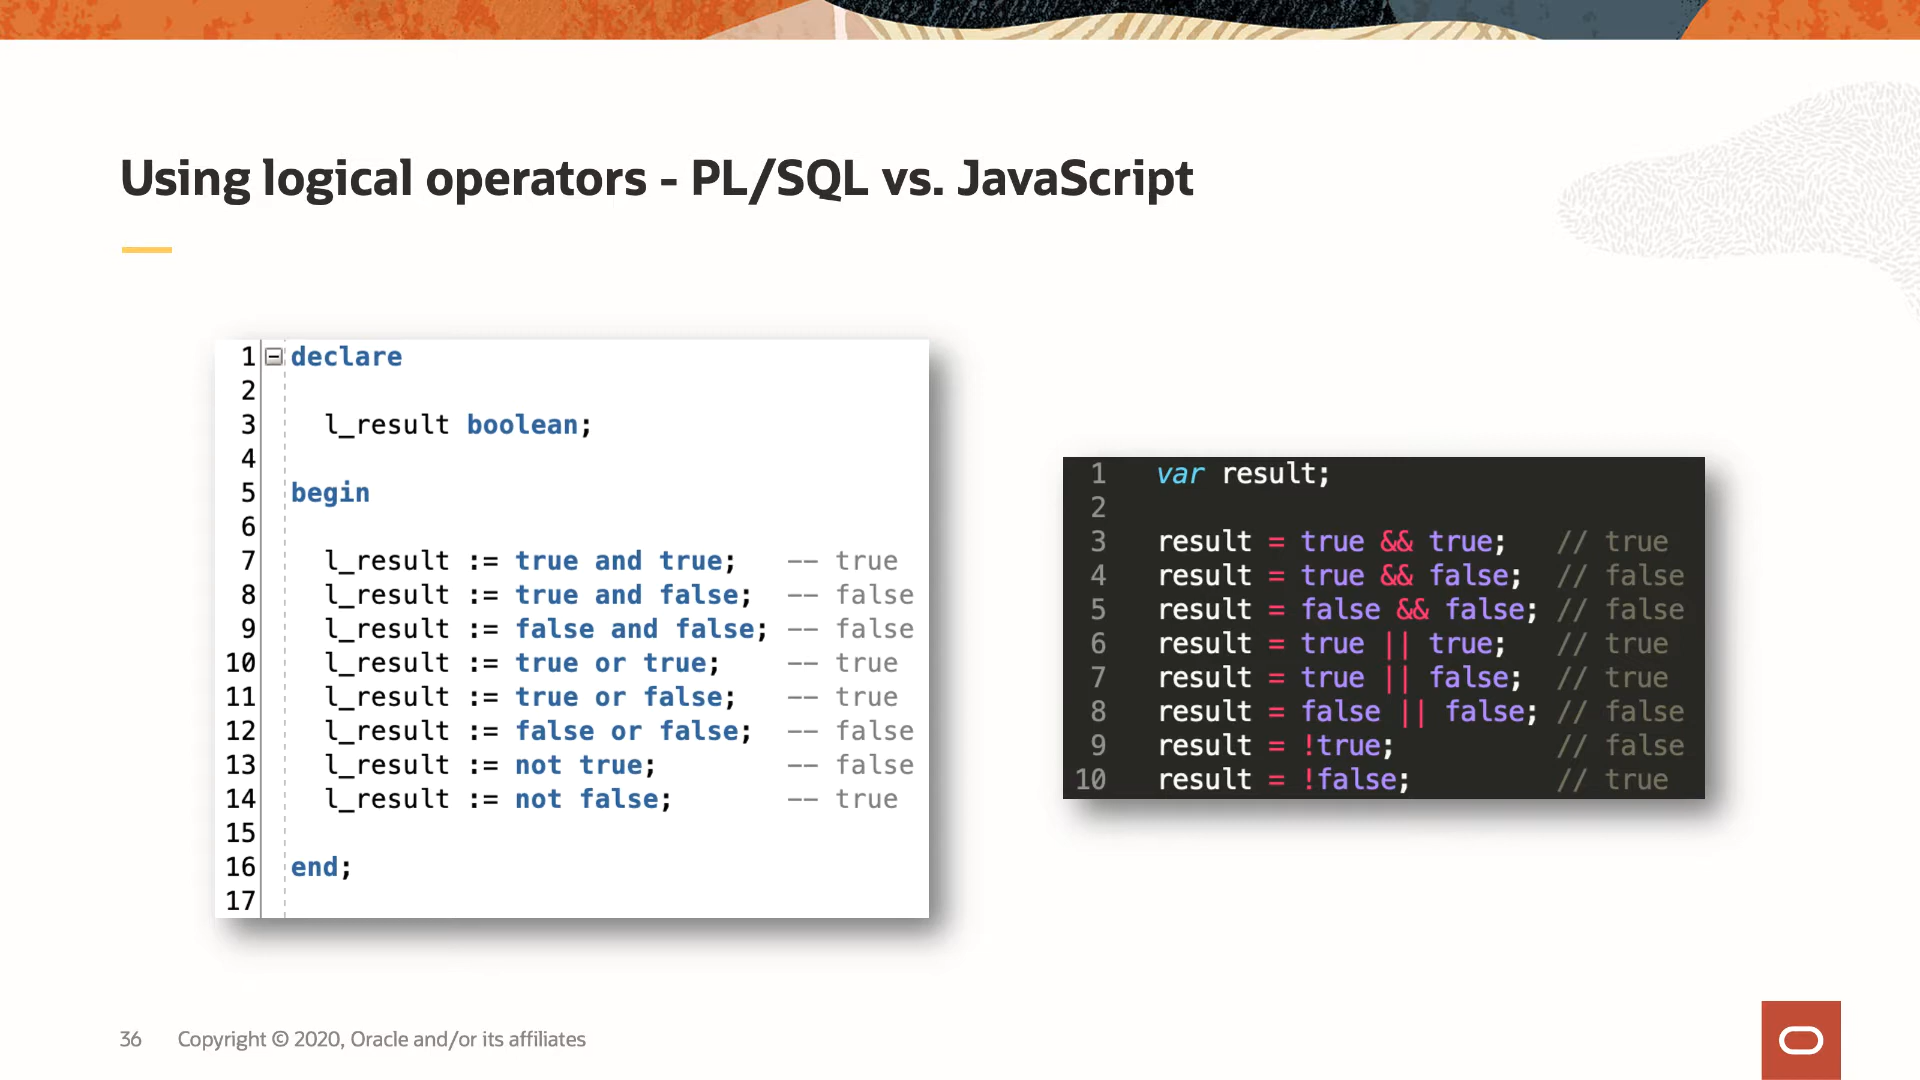 Using logical operators - PL/SQL vs. JavaScript
1 declare
2
3 l_result boolean;
4
5 begin
6
7 l_result := true and true; -- true
8 l_result := true and false; -- false
9 l_result := false and false; -- false
10 l_result := true or true; -- true
11 l_result := true or false; -- true
12 l_result := false or false; -- false
13 l_result := not true; -- false
14 l_result := not false; -- true
15
16 end;
17
1 var result;
2
3 result = true && true; // true
4 result = true && false; // false
5 result = false && false; // false
6 result = true || true; // true
7 result = true || false; // true
8 result = false || false; // false
9 result = !true; // false
10 result = !false; // true
36 Copyright © 2020, Oracle and/or its affiliates